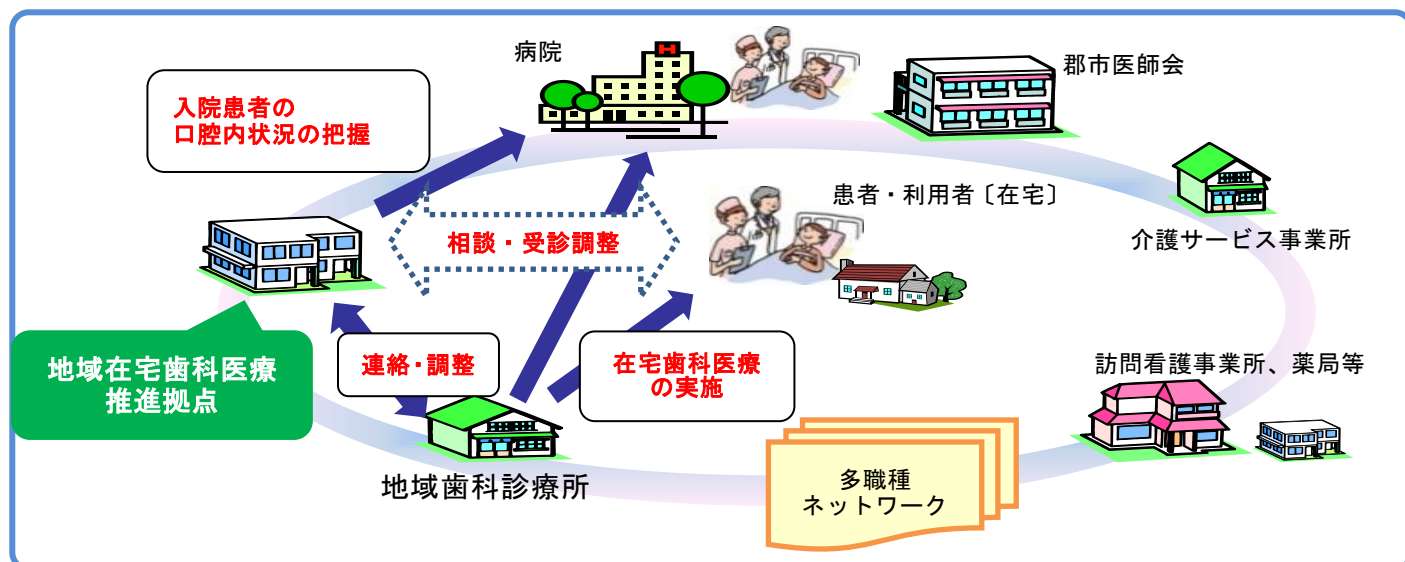 病院
郡市医師会
入院患者の
口腔内状況の把握
患者・利用者〔在宅〕
相談・受診調整
介護サービス事業所
地域在宅歯科医療
推進拠点
連絡・調整
在宅歯科医療
の実施
訪問看護事業所、薬局等
地域歯科診療所
多職種
ネットワーク
H